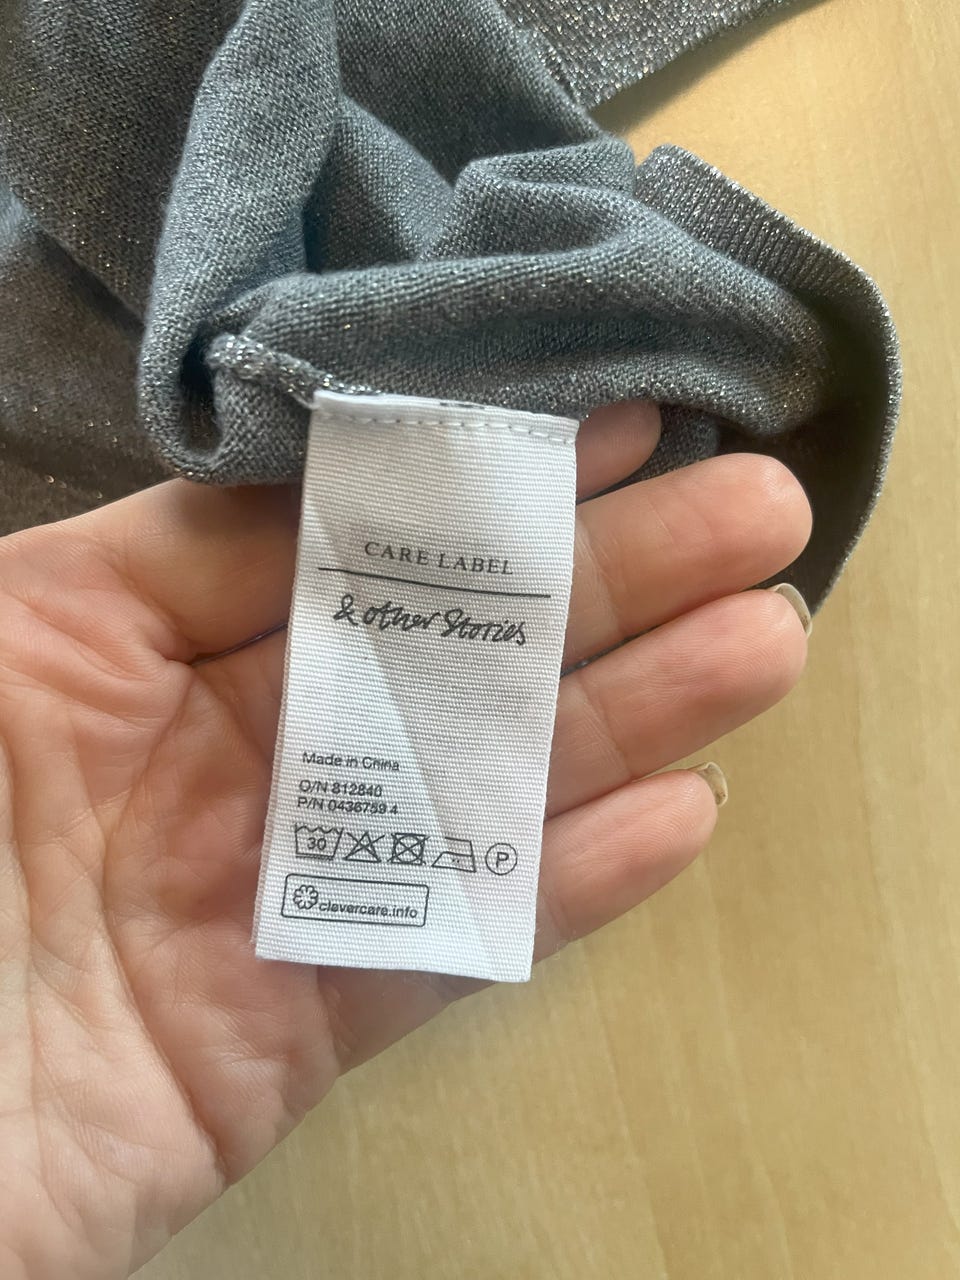 CARE LABEL
& other Stories
Made in China
O/N 812840
P/N 0436759 4
30 P
clevercare.info